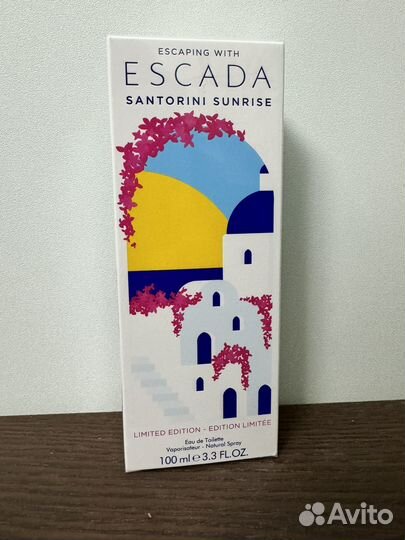 ESCAPING WITH
ESCADA
SANTORINI SUNRISE
LIMITED EDITION - EDITION LIMITEE
Eau de Toilette
Vaporisateur - Natural Spray
100 ml e 3.3 FL.OZ.
Avito